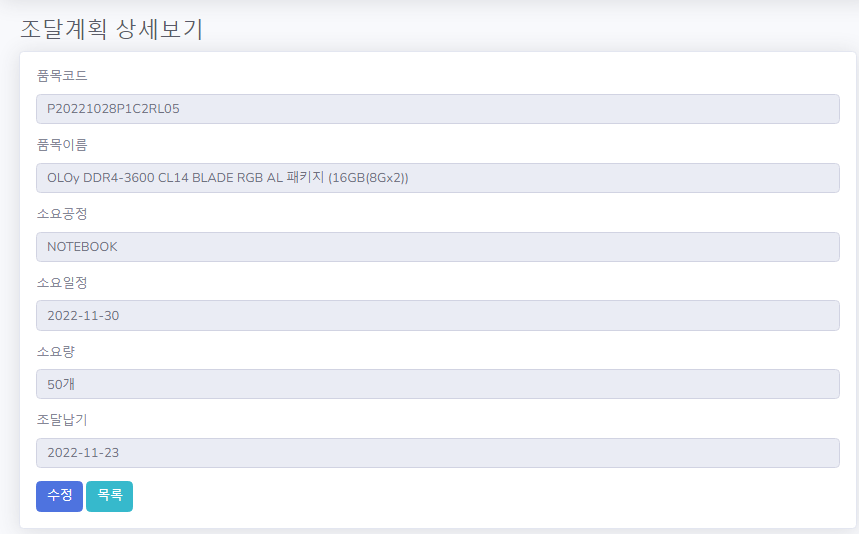 조달계획 상세보기
품목코드
P20221028P1C2RL05
품목이름
OLOy DDR4-3600 CL14 BLADE RGB AL 패키지 (16GB(8Gx2))
소요공정
NOTEBOOK
소요일정
2022-11-30
소요량
50개
조달납기
2022-11-23
수정 목록